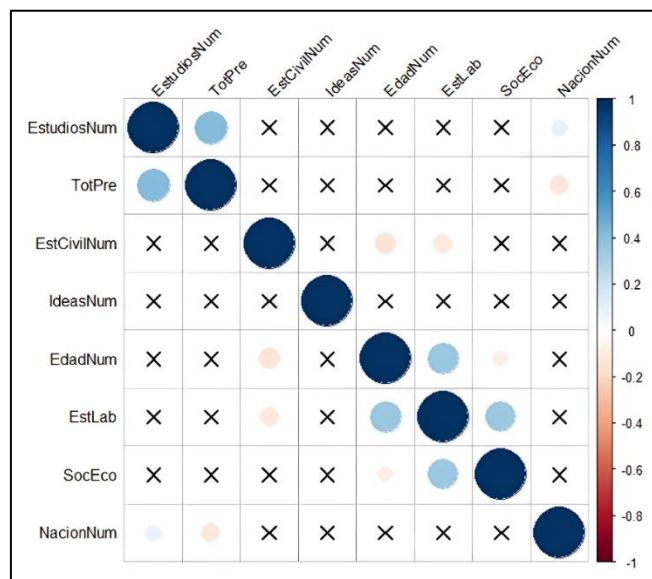 EstudiosNum
TotPre
EstCivilNum
IdeasNum
EdadNum
EstLab
SocEco
NacionNum
EstudiosNum
TotPre
EstCivilNum
IdeasNum
EdadNum
EstLab
SocEco
NacionNum
1
0.8
0.6
0.4
0.2
0
-0.2
-0.4
-0.6
-0.8
-1